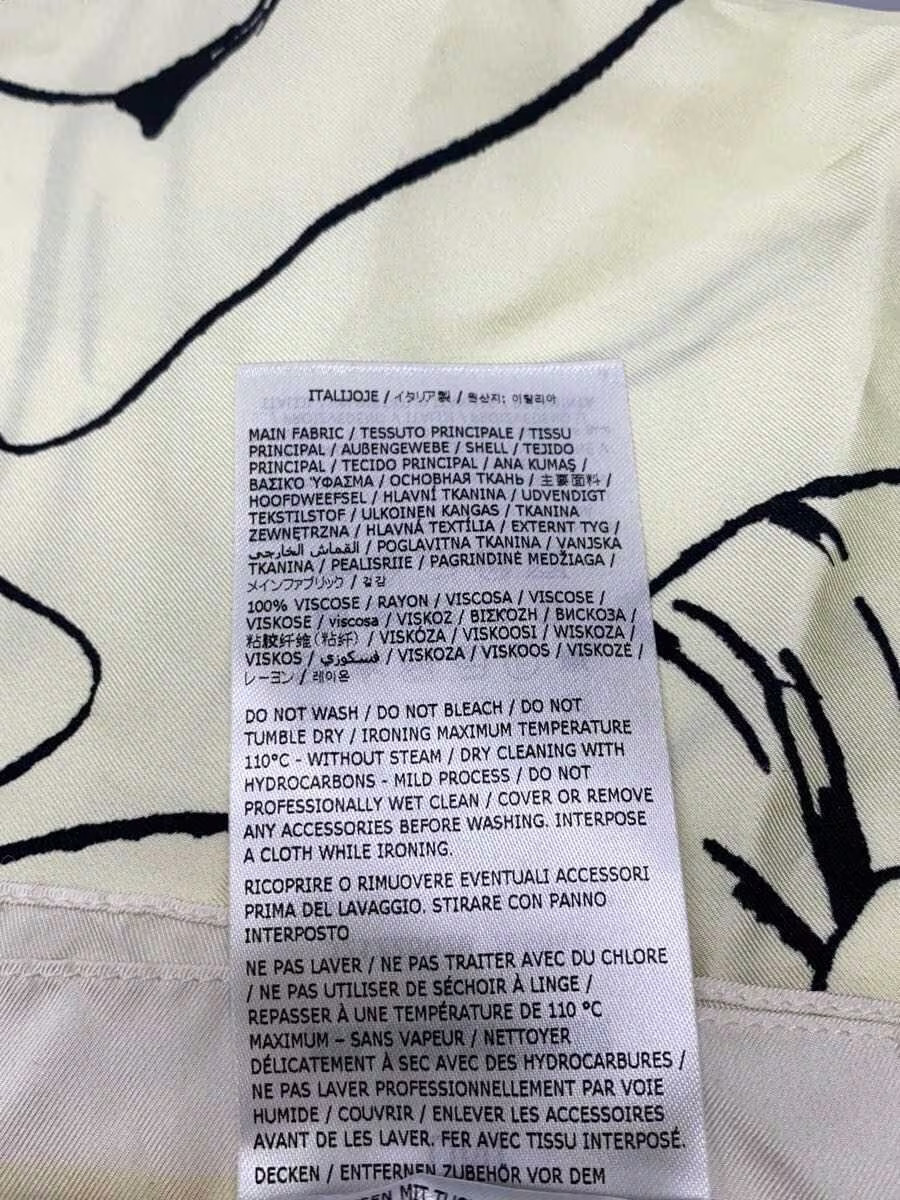 ITALIJOJE / イタリア製 / 원산지: 이탈리아
MAIN FABRIC / TESSUTO PRINCIPALE / TISSU
PRINCIPAL / AUßENGEWEBE / SHELL / TEJIDO
PRINCIPAL / TECIDO PRINCIPAL / ANA KUMAŞ /
ΒΑΣΙΚΌ ΎΦΑΣΜΑ / ОСНОВНАЯ ТКАНЬ / 主要面料 /
HOOFDWEEFSEL / HLAVNÍ TKANINA / UDVENDIGT
TEKSTILSTOF / ULKOINEN KANGAS / TKANINA
ZEWNĘTRZNA / HLAVNÁ TEXTÍLIA / EXTERNT TYG /
القماش الخارجي / POGLAVITNA TKANINA / VANJSKA
TKANINA / PEALISRIIE / PAGRINDINĖ MEDŽIAGA /
メインファブリック / 겉감
100% VISCOSE / RAYON / VISCOSA / VISCOSE /
VISKOSE / viscosa / VISKOZ / ΒΙΣΚΌΖΗ / ВИСКОЗА /
粘胶纤维(粘纤) / VISKÓZA / VISKOOSI / WISKOZA /
VISKOS / فسكوزي / VISKOZA / VISKOOS / VISKOZĖ /
レーヨン / 레이온
DO NOT WASH / DO NOT BLEACH / DO NOT
TUMBLE DRY / IRONING MAXIMUM TEMPERATURE
110°C - WITHOUT STEAM / DRY CLEANING WITH
HYDROCARBONS - MILD PROCESS / DO NOT
PROFESSIONALLY WET CLEAN / COVER OR REMOVE
ANY ACCESSORIES BEFORE WASHING. INTERPOSE
A CLOTH WHILE IRONING.
RICOPRIRE O RIMUOVERE EVENTUALI ACCESSORI
PRIMA DEL LAVAGGIO. STIRARE CON PANNO
INTERPOSTO
NE PAS LAVER / NE PAS TRAITER AVEC DU CHLORE
/ NE PAS UTILISER DE SÉCHOIR À LINGE /
REPASSER À UNE TEMPÉRATURE DE 110 °C
MAXIMUM – SANS VAPEUR / NETTOYER
DÉLICATEMENT À SEC AVEC DES HYDROCARBURES /
NE PAS LAVER PROFESSIONNELLEMENT PAR VOIE
HUMIDE / COUVRIR / ENLEVER LES ACCESSOIRES
AVANT DE LES LAVER. FER AVEC TISSU INTERPOSÉ.
DECKEN / ENTFERNEN ZUBEHÖR VOR DEM
MIT